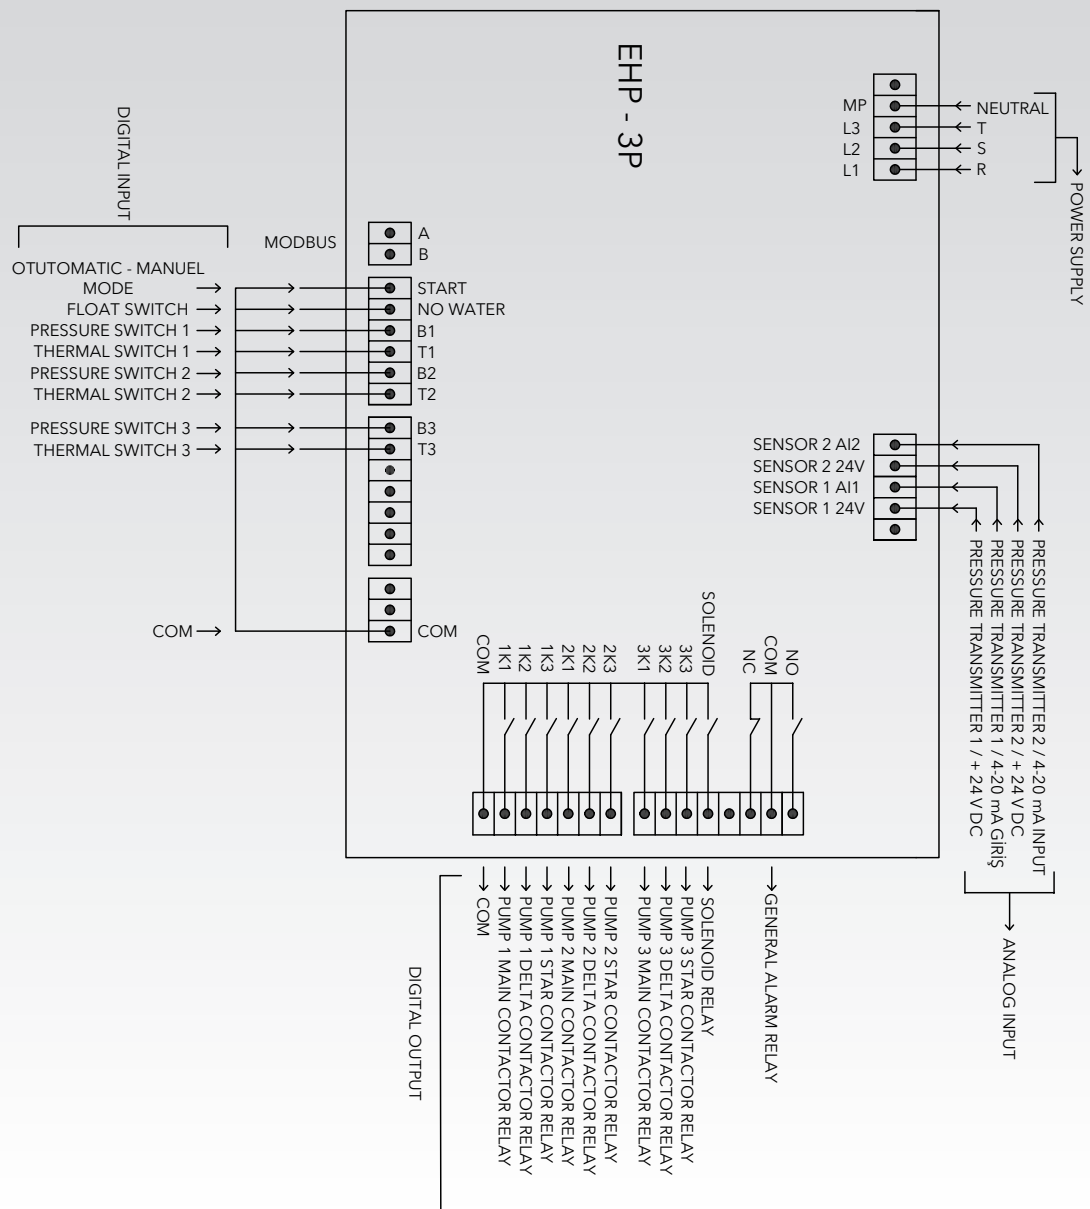 EHP - 3P
NEUTRAL
T
S
R
MP
L3
L2
L1
POWER SUPPLY
DIGITAL INPUT
MODBUS
A
B
OTUTOMATIC - MANUEL
MODE
FLOAT SWITCH
PRESSURE SWITCH 1
THERMAL SWITCH 1
PRESSURE SWITCH 2
THERMAL SWITCH 2
PRESSURE SWITCH 3
THERMAL SWITCH 3
COM
START
NO WATER
B1
T1
B2
T2
B3
T3
COM
SENSOR 2 AI2
SENSOR 2 24V
SENSOR 1 AI1
SENSOR 1 24V
PRESSURE TRANSMITTER 2 / 4-20 mA INPUT
PRESSURE TRANSMITTER 2 / + 24 V DC
PRESSURE TRANSMITTER 1 / 4-20 mA GİRİŞ
PRESSURE TRANSMITTER 1 / + 24 V DC
ANALOG INPUT
COM
1K1
1K2
1K3
2K1
2K2
2K3
3K1
3K2
3K3
SOLENOID
NC
COM
NO
COM
PUMP 1 MAIN CONTACTOR RELAY
PUMP 1 DELTA CONTACTOR RELAY
PUMP 1 STAR CONTACTOR RELAY
PUMP 2 MAIN CONTACTOR RELAY
PUMP 2 DELTA CONTACTOR RELAY
PUMP 2 STAR CONTACTOR RELAY
PUMP 3 MAIN CONTACTOR RELAY
PUMP 3 DELTA CONTACTOR RELAY
PUMP 3 STAR CONTACTOR RELAY
SOLENOID RELAY
GENERAL ALARM RELAY
DIGITAL OUTPUT